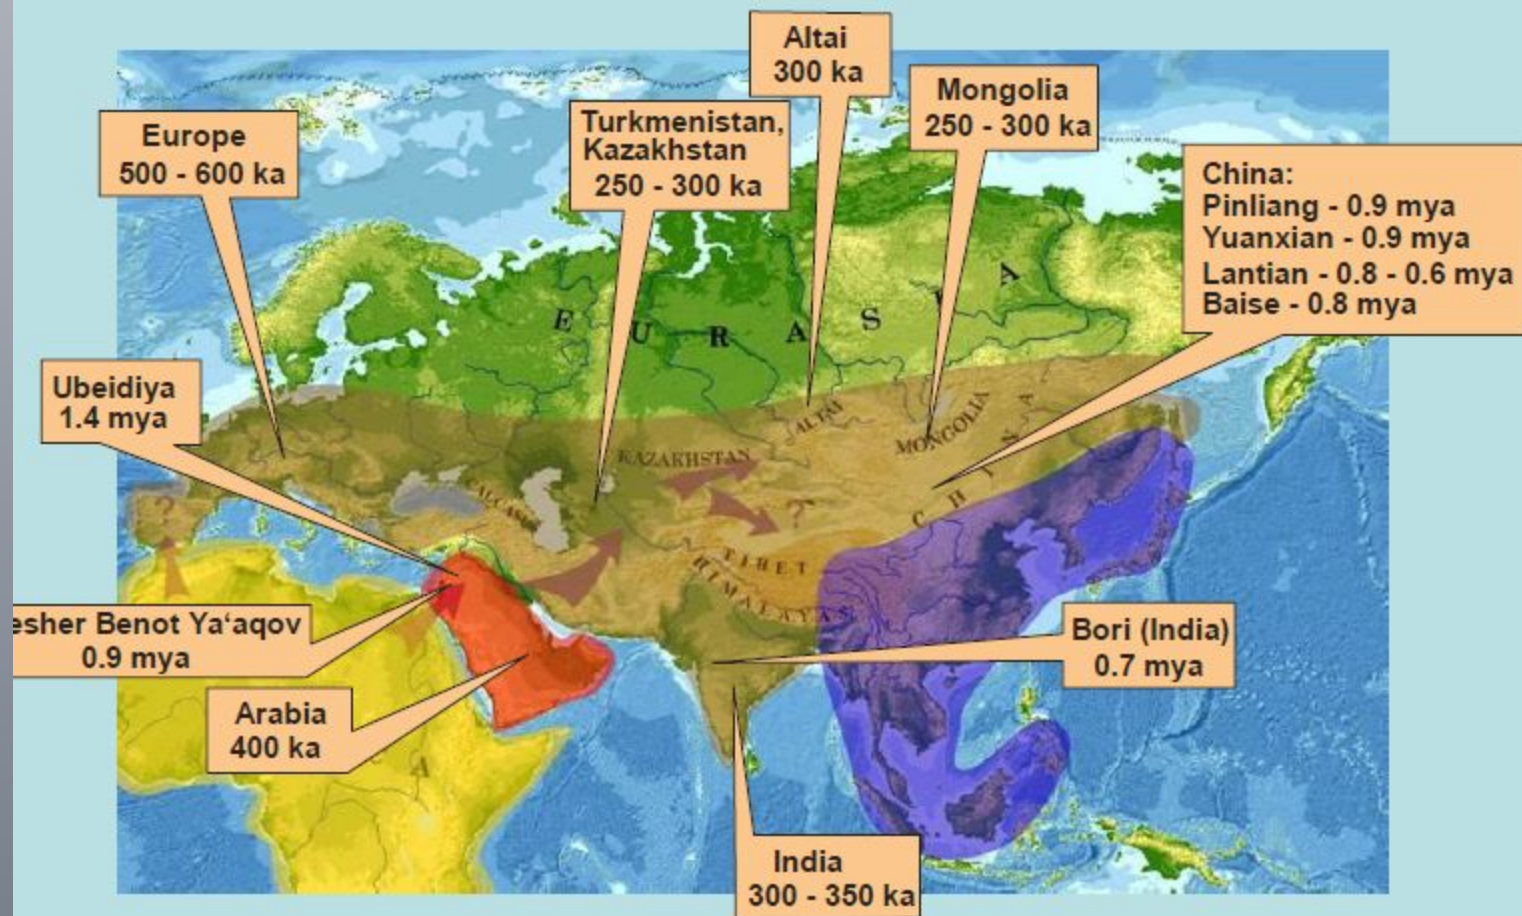 Altai
300 ka
Mongolia
250 - 300 ka
Europe
500 - 600 ka
Turkmenistan,
Kazakhstan
250 - 300 ka
China:
Pinliang - 0.9 mya
Yuanxian - 0.9 mya
Lantian - 0.8 - 0.6 mya
Baise - 0.8 mya
E U R A S I A
Ubeidiya
1.4 mya
ALTAI
MONGOLIA
KAZAKHSTAN
CAUCASUS
CHINA
?
?
TIBET
HIMALAYAS
esher Benot Ya‘aqov
0.9 mya
Bori (India)
0.7 mya
Arabia
400 ka
A
India
300 - 350 ka